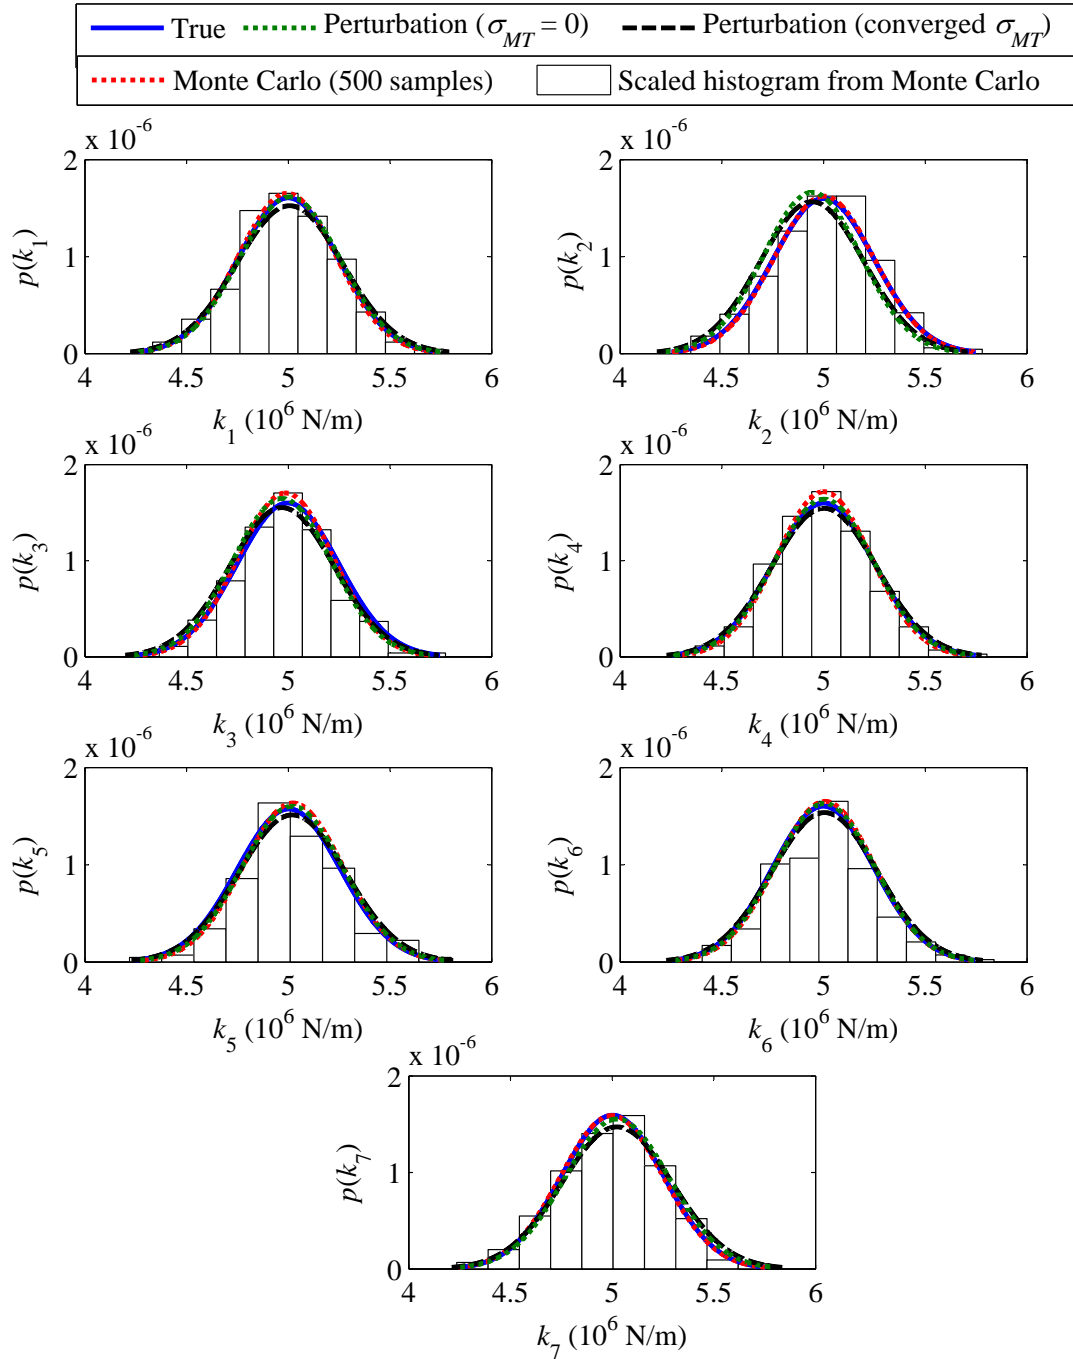 True Perturbation (σMT = 0) Perturbation (converged σMT)
Monte Carlo (500 samples) Scaled histogram from Monte Carlo
x 10-6 x 10-6
2 1 0 p(k1) 2 1 0 p(k2)
4 4.5 5 5.5 6 4 4.5 5 5.5 6
k1 (106 N/m) k2 (106 N/m)
x 10-6 x 10-6
2 1 0 p(k3) 2 1 0 p(k4)
4 4.5 5 5.5 6 4 4.5 5 5.5 6
k3 (106 N/m) k4 (106 N/m)
x 10-6 x 10-6
2 1 0 p(k5) 2 1 0 p(k6)
4 4.5 5 5.5 6 4 4.5 5 5.5 6
k5 (106 N/m) k6 (106 N/m)
x 10-6
2 1 0 p(k7)
4 4.5 5 5.5 6
k7 (106 N/m)